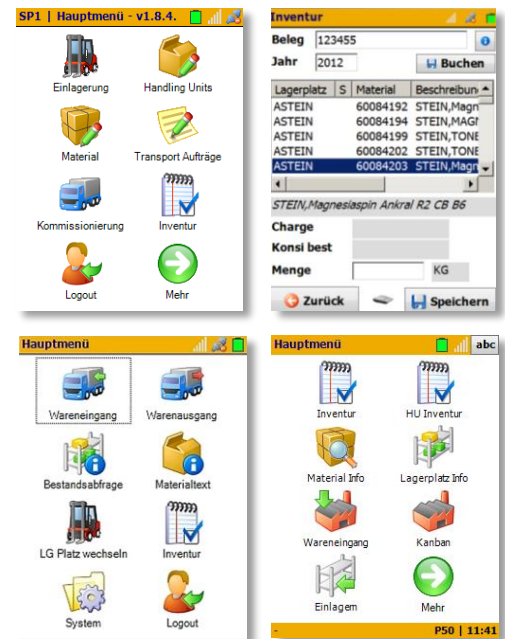 SP1 | Hauptmenü - v1.8.4.
Einlagerung Handling Units
Material Transport Aufträge
Kommissionierung Inventur
Logout Mehr
Inventur
Beleg 123455
Jahr 2012 Buchen
Lagerplatz S Material Beschreibun
ASTEIN 60084192 STEIN,Magn
ASTEIN 60084194 STEIN,MAGN
ASTEIN 60084199 STEIN,TONE
ASTEIN 60084202 STEIN,TONE
ASTEIN 60084203 STEIN,Magn
STEIN,Magnesiaspin Ankral R2 CB B6
Charge
Konsi best
Menge KG
Zurück Speichern
Hauptmenü
Wareneingang Warenausgang
Bestandsabfrage Materialtext
LG Platz wechseln Inventur
System Logout
Hauptmenü abc
Inventur HU Inventur
Material Info Lagerplatz Info
Wareneingang Kanban
Einlagern Mehr
- P50 | 11:41